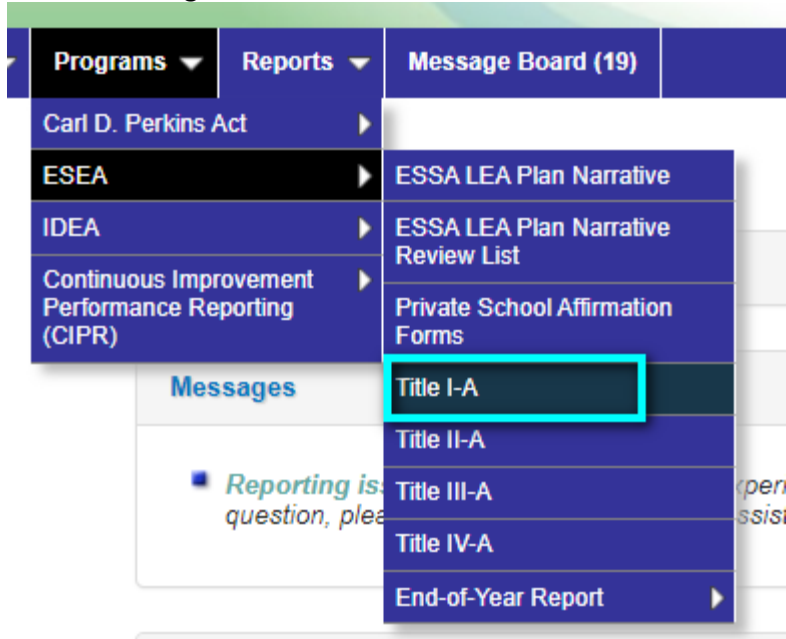 Programs
Reports
Message Board (19)
Carl D. Perkins Act
ESEA
IDEA
Continuous Improvement
Performance Reporting
(CIPR)
ESSA LEA Plan Narrative
ESSA LEA Plan Narrative
Review List
Private School Affirmation
Forms
Title I-A
Title II-A
Title III-A
Title IV-A
End-of-Year Report
Messages
Reporting
question,